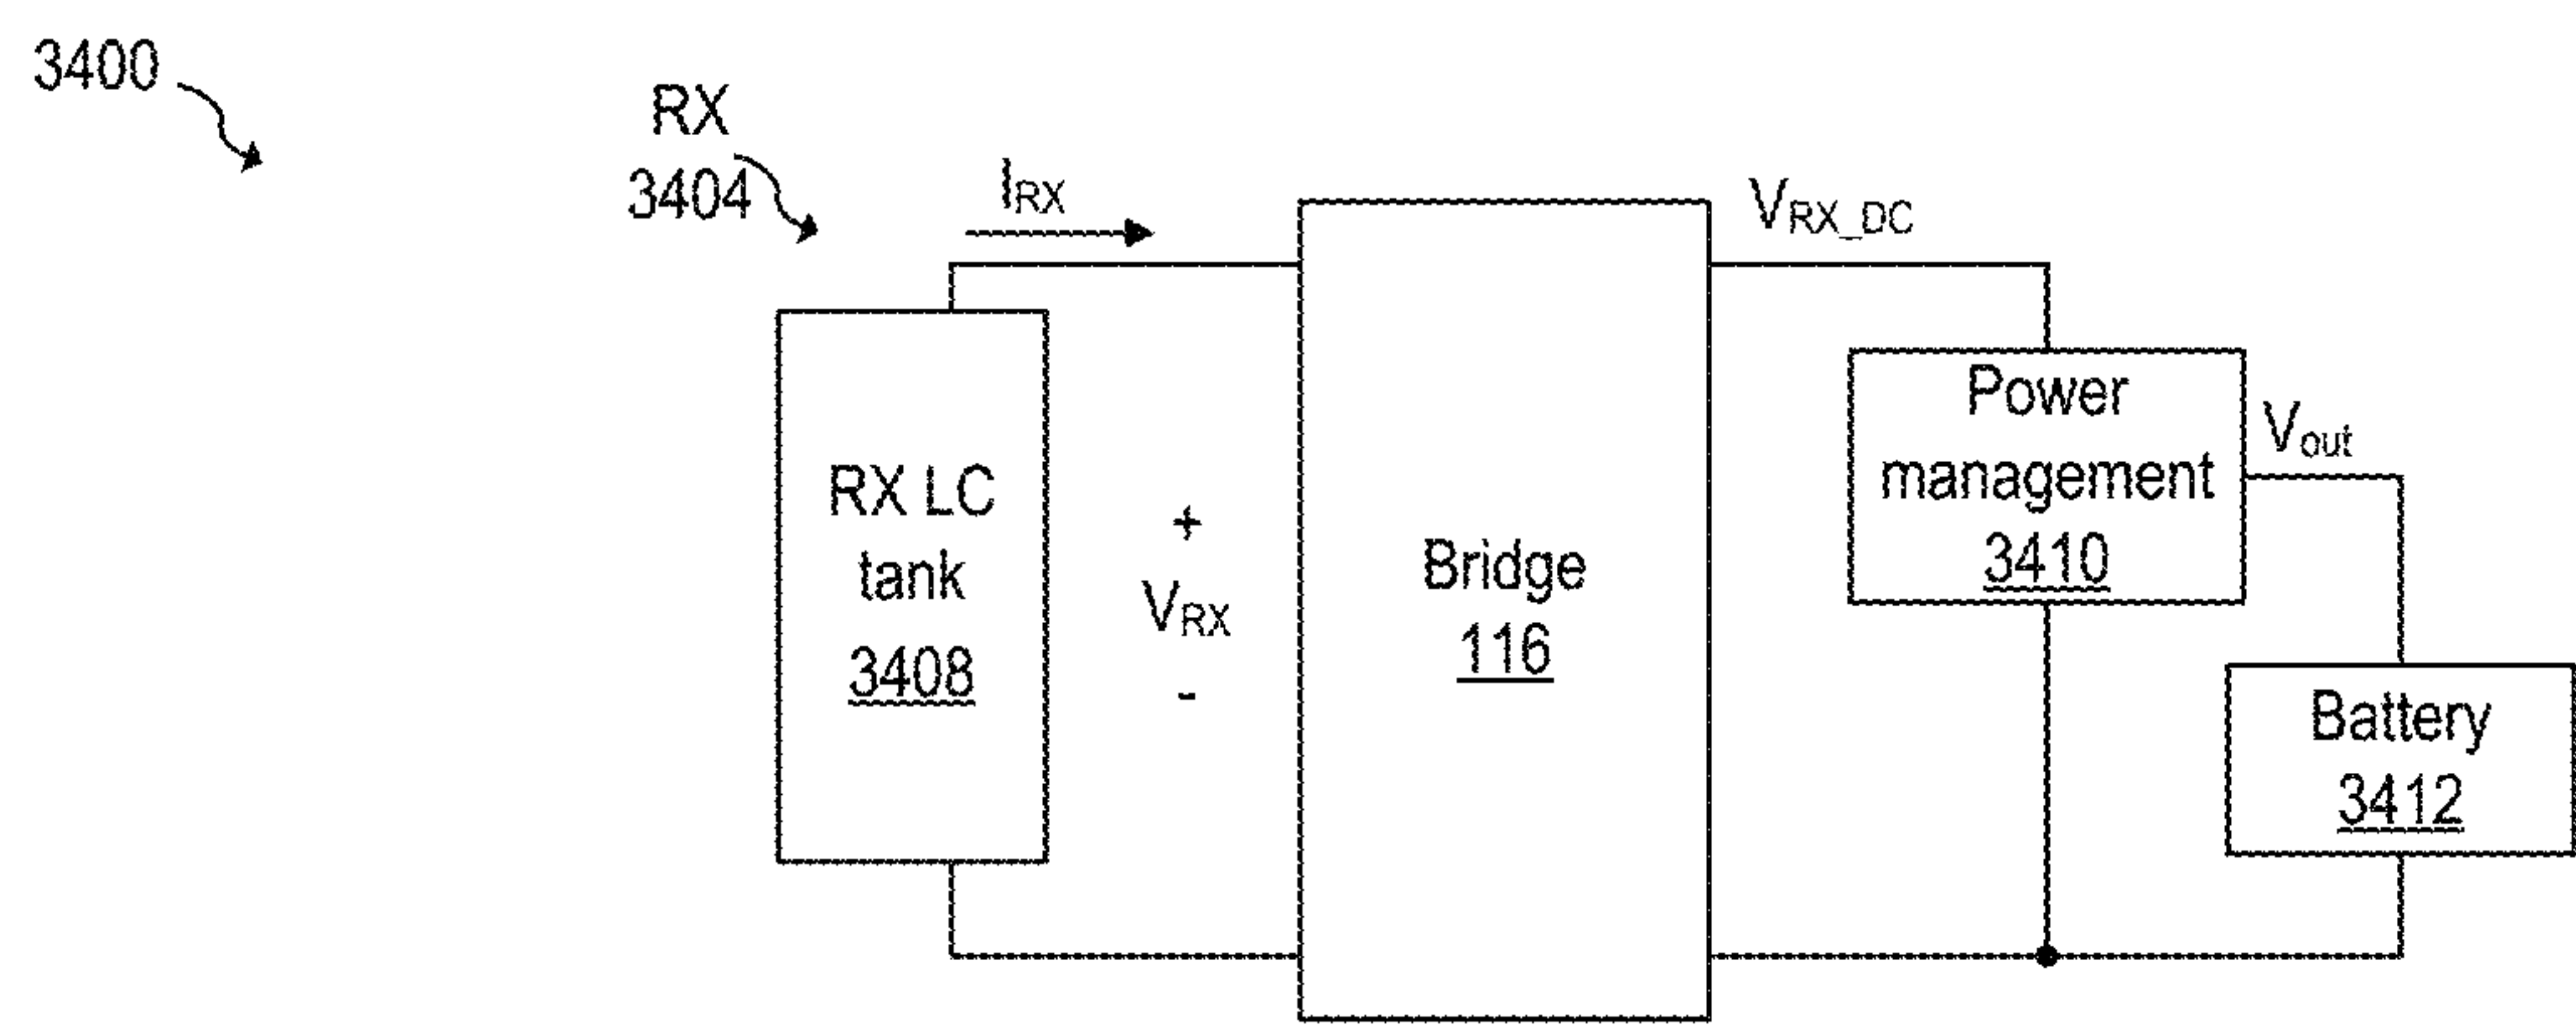 3400
RX
3404
IRX
VRX_DC
RX LC
tank
3408
+
VRX
-
Bridge
116
Power
management
3410
Vout
Battery
3412